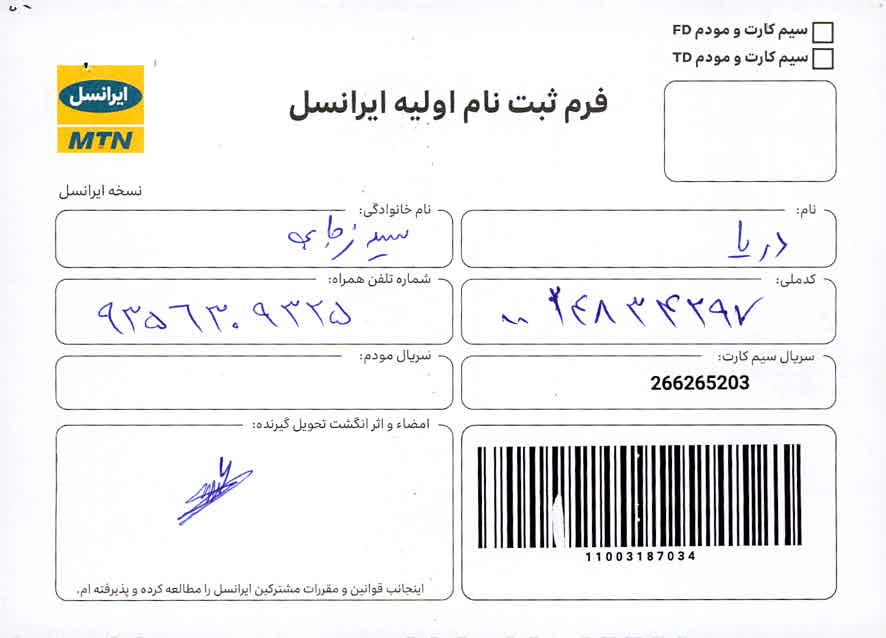 سیم کارت و مودم FD
سیم کارت و مودم TD
ایرانسل
MTN
فرم ثبت نام اولیه ایرانسل
نسخه ایرانسل
نام:
دریا
نام خانوادگی:
سید رجایی
کدملی:
شماره تلفن همراه:
۹۳۵۶۳۰۹۳۲۵
سریال سیم کارت:
266265203
سریال مودم:
امضاء و اثر انگشت تحویل گیرنده:
11003187034
اینجانب قوانین و مقررات مشترکین ایرانسل را مطالعه کرده و پذیرفته ام.